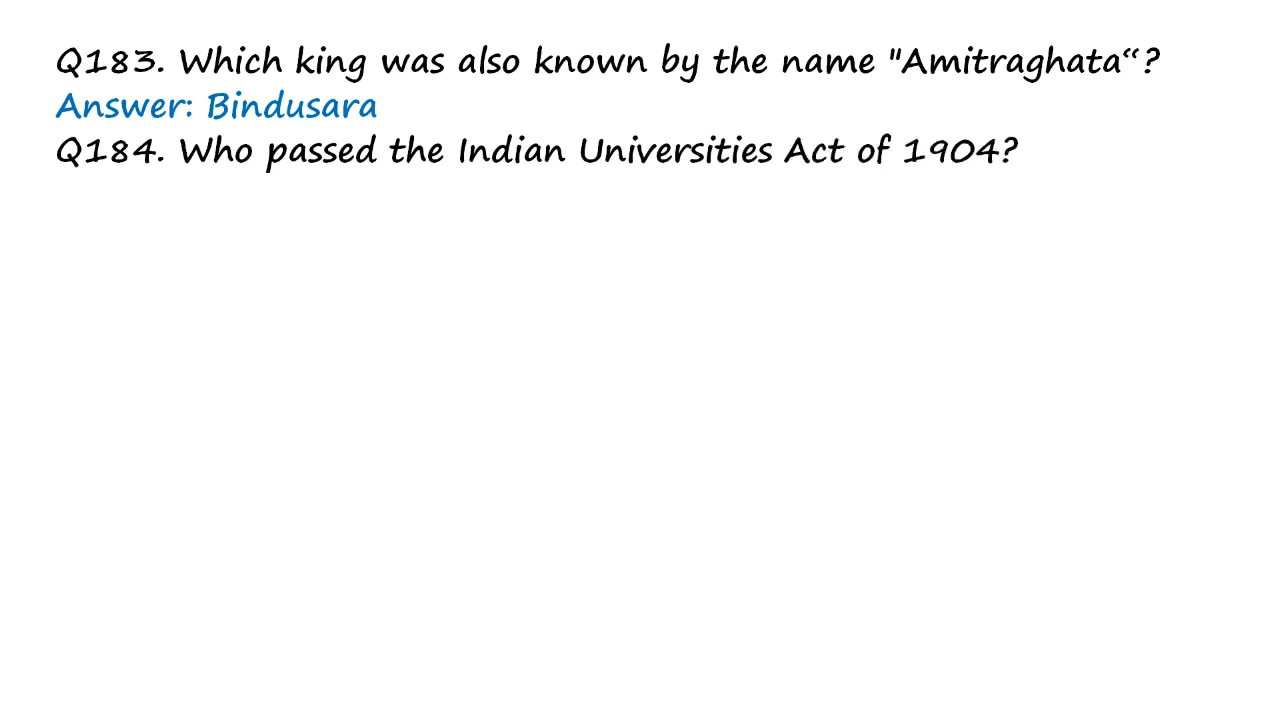 Q183. Which king was also known by the name "Amitraghata“?
Answer: Bindusara
Q184. Who passed the Indian Universities Act of 1904?